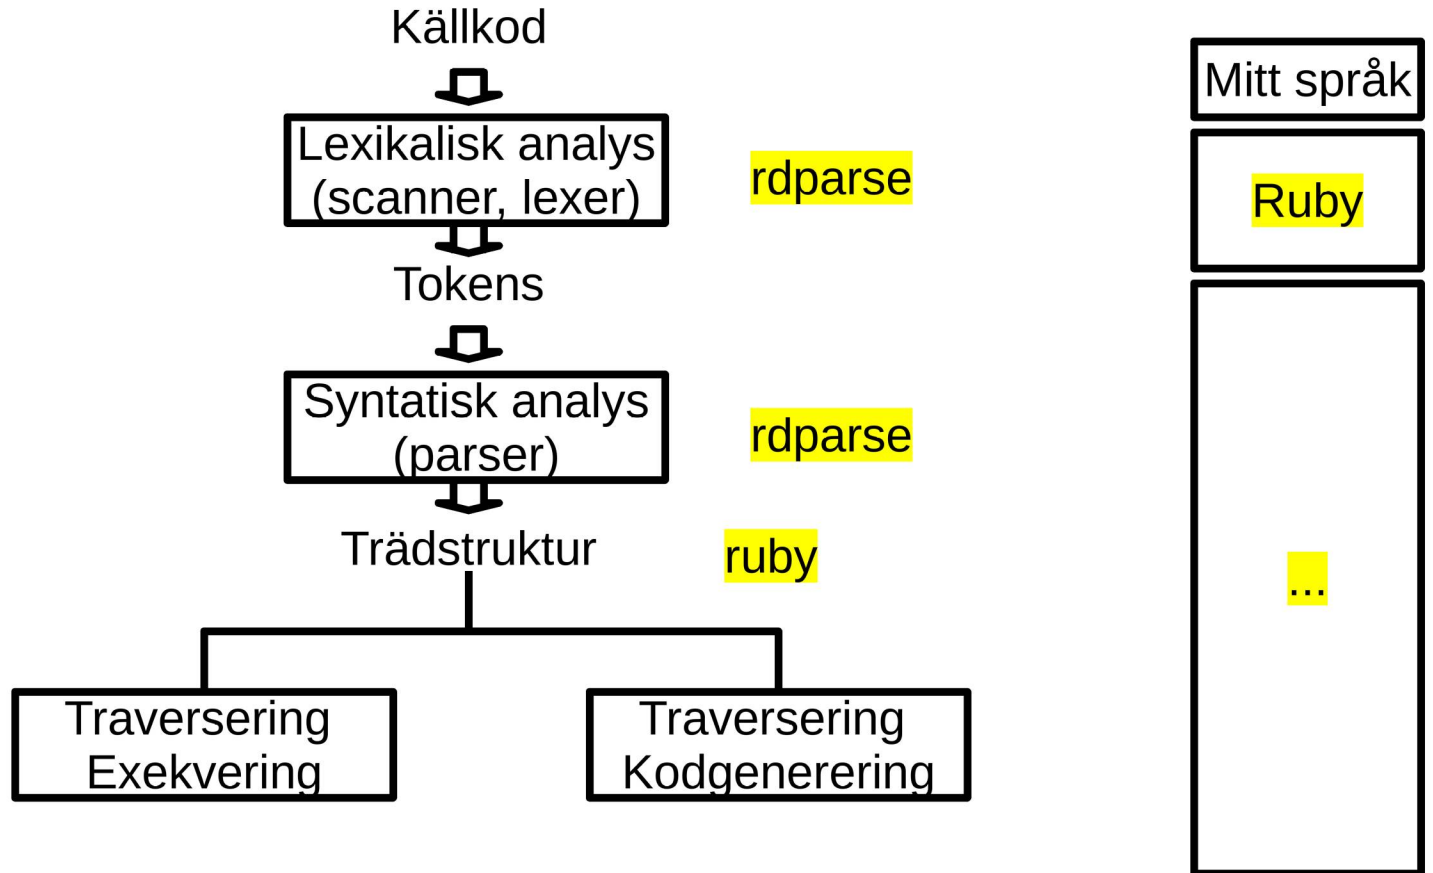 Källkod
Lexikalisk analys
(scanner, lexer)
rdparse
Tokens
Syntatisk analys
(parser)
rdparse
Trädstruktur
ruby
Traversering
Exekvering
Traversering
Kodgenerering
Mitt språk
Ruby
...